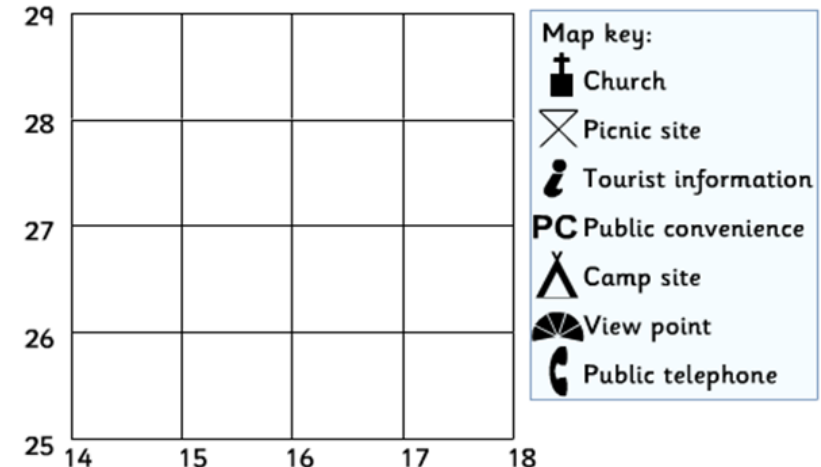 29
28
27
26
25
14 15 16 17 18
Map key:
Church
Picnic site
i Tourist information
PC Public convenience
Camp site
View point
Public telephone